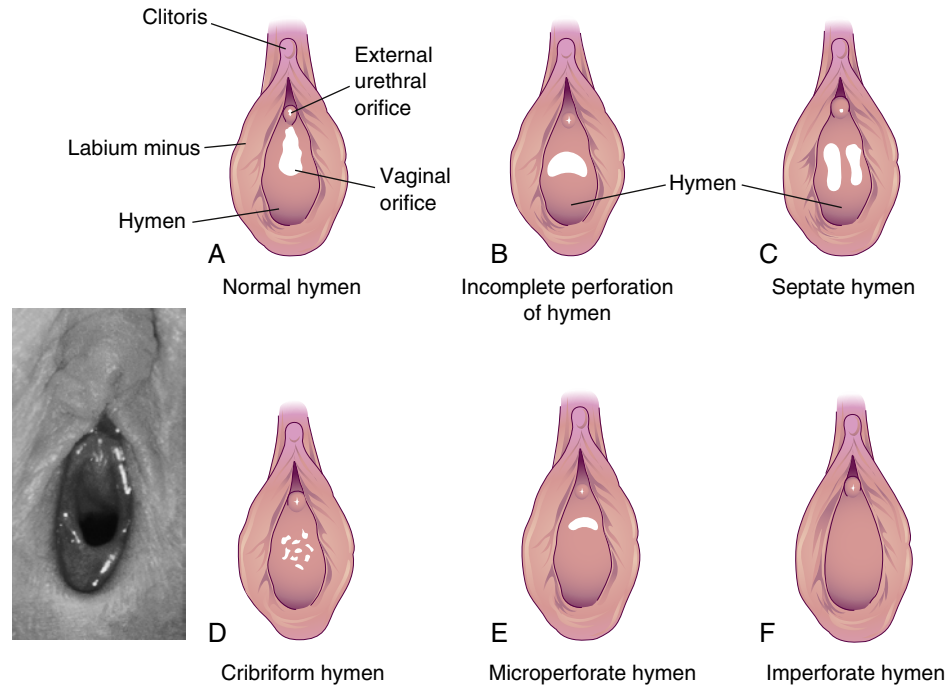 Clitoris
External
urethral
orifice
Labium minus
Vaginal
orifice
Hymen
Hymen
A
B
C
Normal hymen
Incomplete perforation
of hymen
Septate hymen
D
E
F
Cribriform hymen
Microperforate hymen
Imperforate hymen